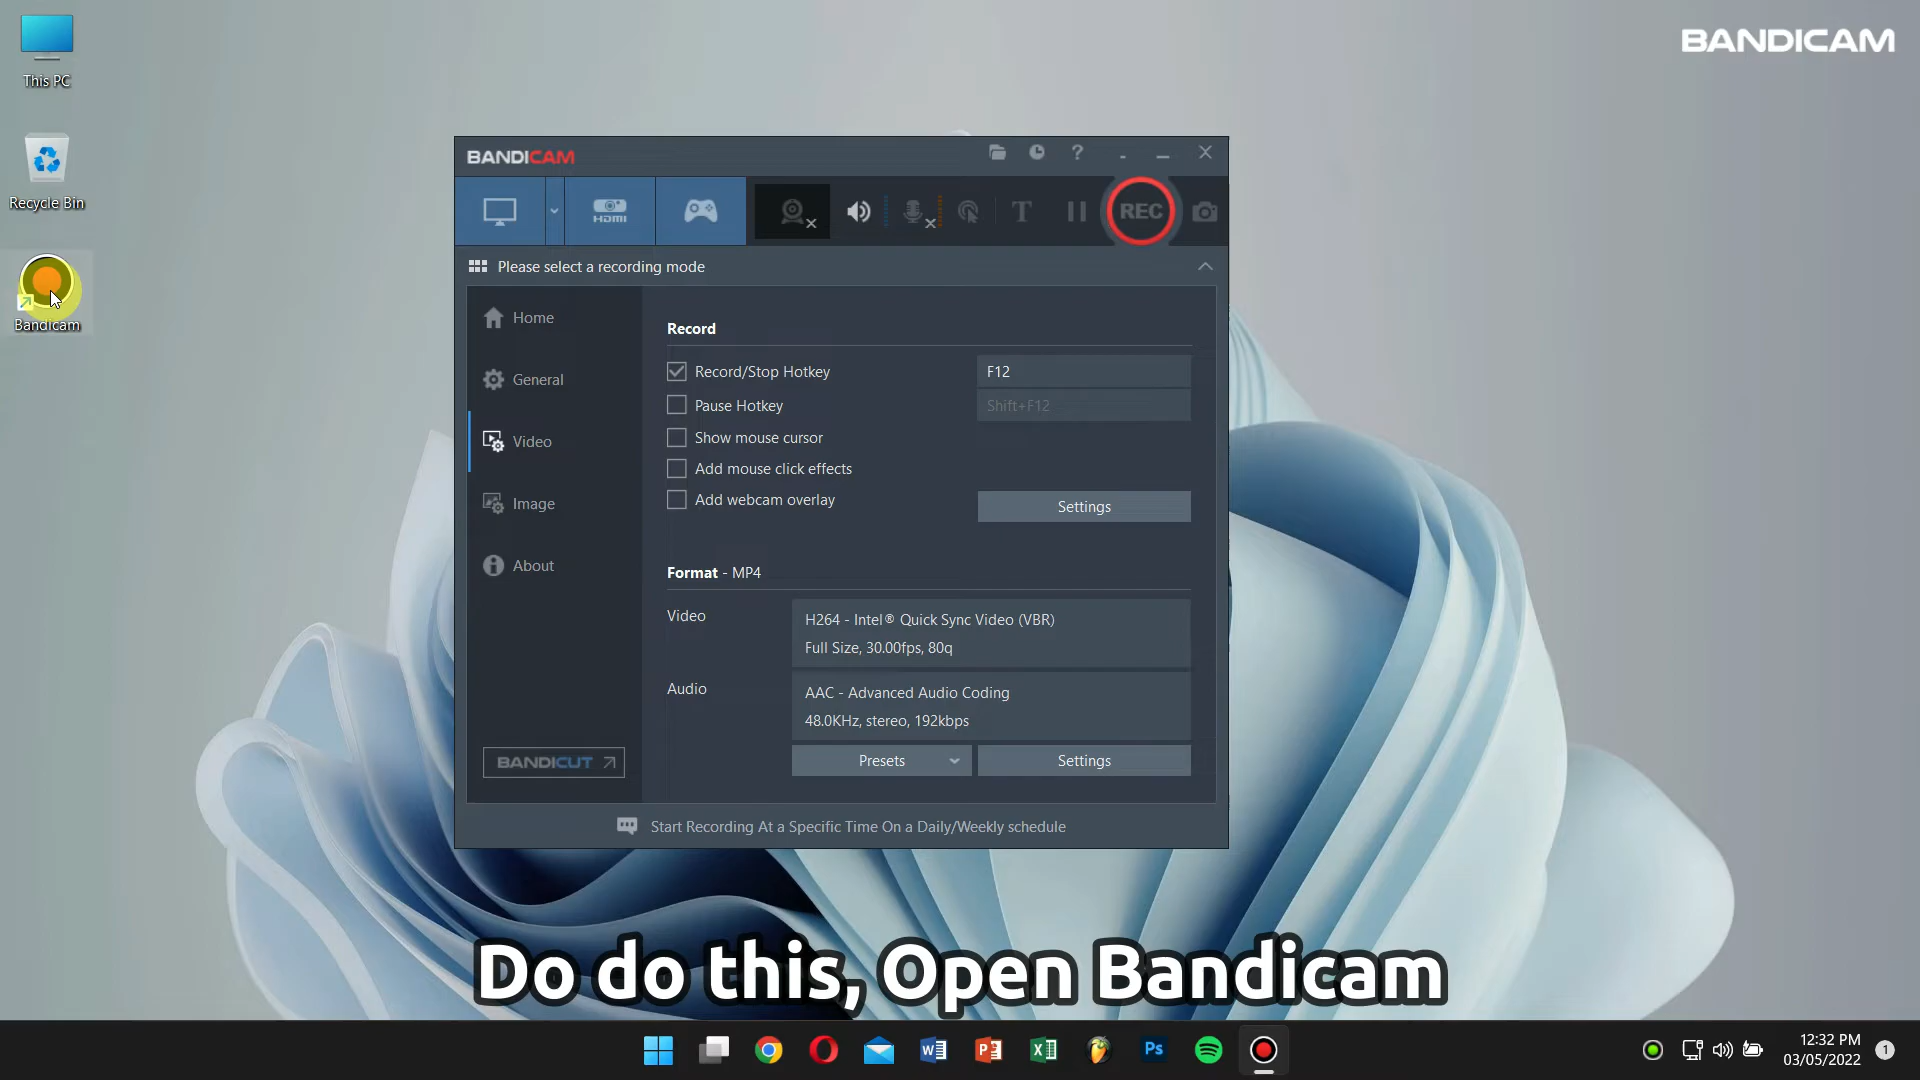 This PC
Recycle Bin
Bandicam
BANDICAM
BANDICAM
HDMI
T
REC
Please select a recording mode
Home
General
Video
Image
About
BANDICUT
Record
Record/Stop Hotkey
F12
Pause Hotkey
Shift+F12
Show mouse cursor
Add mouse click effects
Add webcam overlay
Settings
Format - MP4
Video
H264 - Intel® Quick Sync Video (VBR)
Full Size, 30.00fps, 80q
Audio
AAC - Advanced Audio Coding
48.0KHz, stereo, 192kbps
Presets
Settings
Start Recording At a Specific Time On a Daily/Weekly schedule
Do do this, Open Bandicam
Ps
12:32 PM
03/05/2022
1